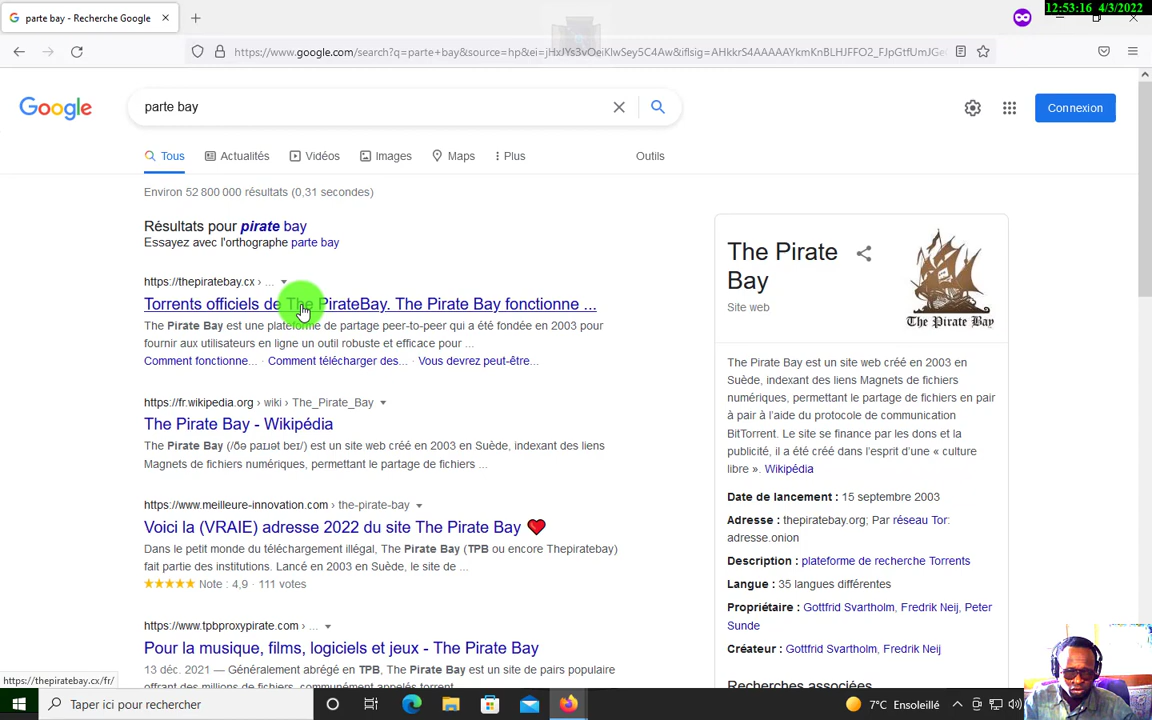 parte bay - Recherche Google
12:53:16 4/3/2022
https://www.google.com/search?q=parte+bay&source=hp&ei=
Google
parte bay
Connexion
Tous
Actualités
Vidéos
Images
Maps
Plus
Outils
Environ 52 800 000 résultats (0,31 secondes)
Résultats pour pirate bay
Essayez avec l'orthographe parte bay
https://thepiratebay.cx › ...
Torrents officiels de The PirateBay. The Pirate Bay fonctionne ...
The Pirate Bay est une plateforme de partage peer-to-peer qui a été fondée en 2003 pour
fournir aux utilisateurs en ligne un outil robuste et efficace pour ...
Comment fonctionne... · Comment télécharger des... · Vous devrez peut-être...
https://fr.wikipedia.org › wiki › The_Pirate_Bay
The Pirate Bay - Wikipédia
The Pirate Bay (/ðə paɪɹət beɪ/) est un site web créé en 2003 en Suède, indexant des liens
Magnets de fichiers numériques, permettant le partage de fichiers ...
https://www.meilleure-innovation.com › the-pirate-bay
Voici la (VRAIE) adresse 2022 du site The Pirate Bay
Dans le petit monde du téléchargement illégal, The Pirate Bay (TPB ou encore Thepiratebay)
fait partie des institutions. Lancé en 2003 en Suède, le site de ...
Note : 4,9 · 111 votes
https://www.tpbproxypirate.com › ...
Pour la musique, films, logiciels et jeux - The Pirate Bay
13 déc. 2021 — Généralement abrégé en TPB, The Pirate Bay est un site de pairs populaire
offrant des millions de fichiers, communément appelés torrent
The Pirate
Bay
Site web
The Pirate Bay
The Pirate Bay est un site web créé en 2003 en
Suède, indexant des liens Magnets de fichiers
numériques, permettant le partage de fichiers en
pair à pair à l'aide du protocole de communication
BitTorrent. Le site se finance par les dons et la
publicité, il a été créé dans l'esprit d'une « culture
libre ». Wikipédia
Date de lancement : 15 septembre 2003
Adresse : thepiratebay.org; Par réseau Tor:
adresse.onion
Description : plateforme de recherche Torrents
Langue : 35 langues différentes
Propriétaire : Gottfrid Svartholm, Fredrik Neij, Peter
Sunde
Créateur : Gottfrid Svartholm, Fredrik Neij
Recherches associées
https://thepiratebay.cx/fr/
Taper ici pour rechercher
7°C Ensoleillé